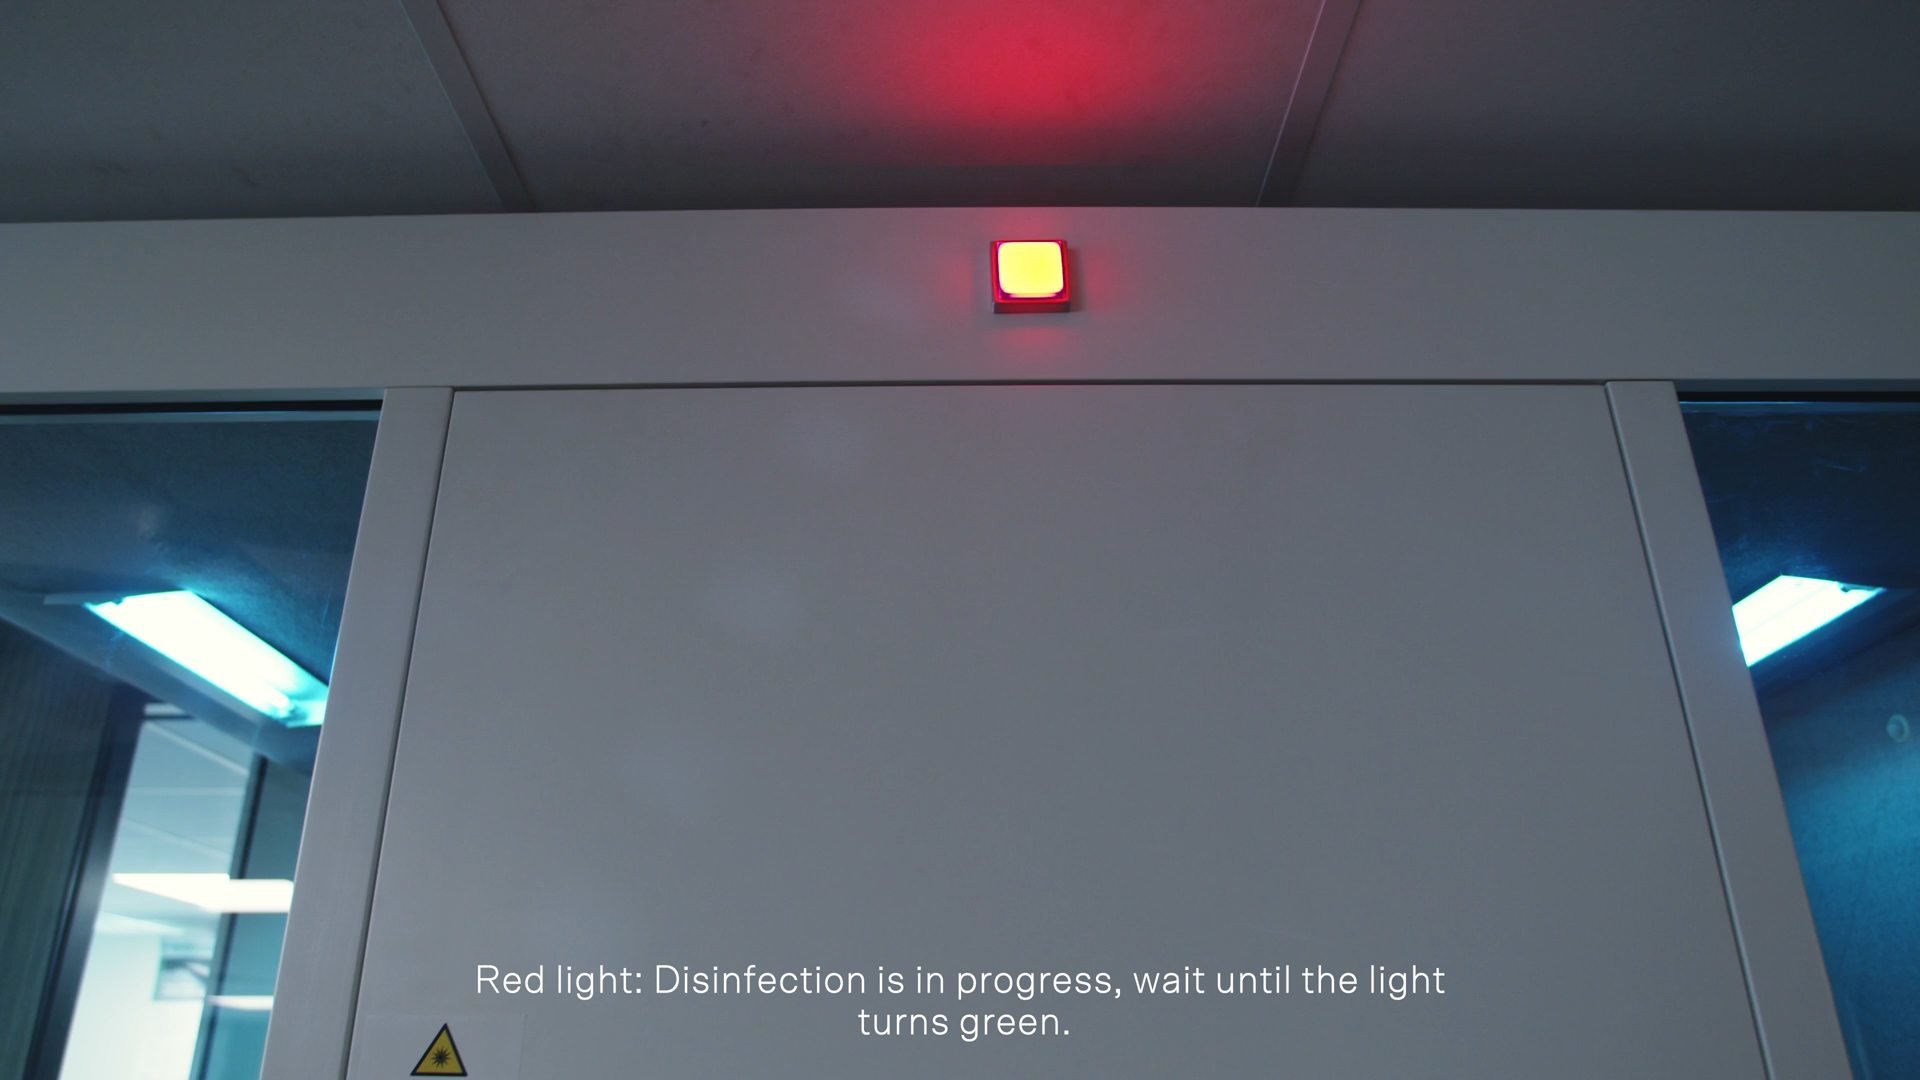 Red light: Disinfection is in progress, wait until the light
turns green.